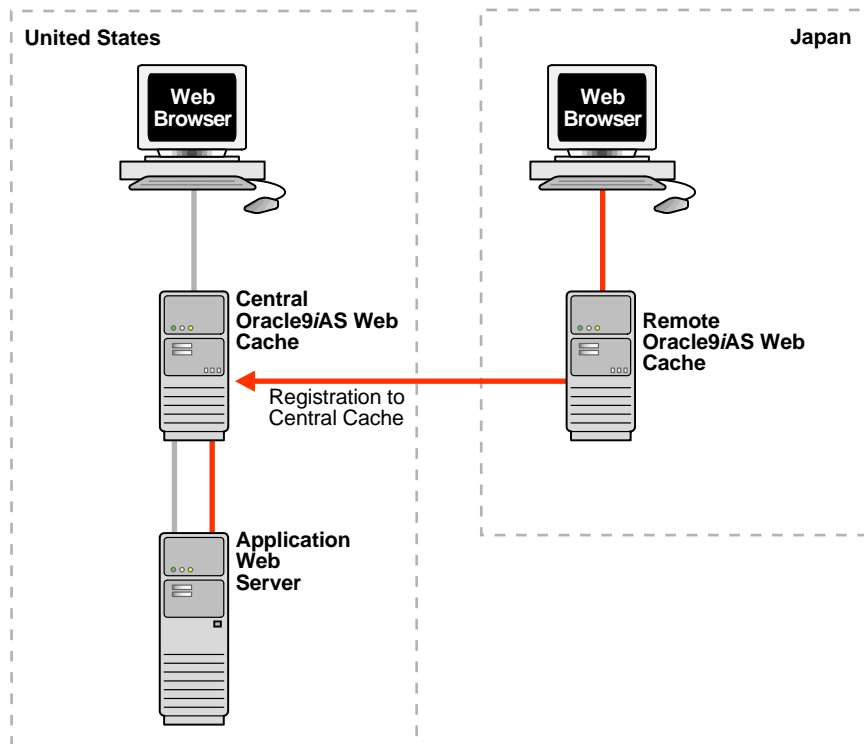 United States
Japan
Web
Browser
Web
Browser
Central
Oracle9iAS Web
Cache
Remote
Oracle9iAS Web
Cache
Registration to
Central Cache
Application
Web
Server